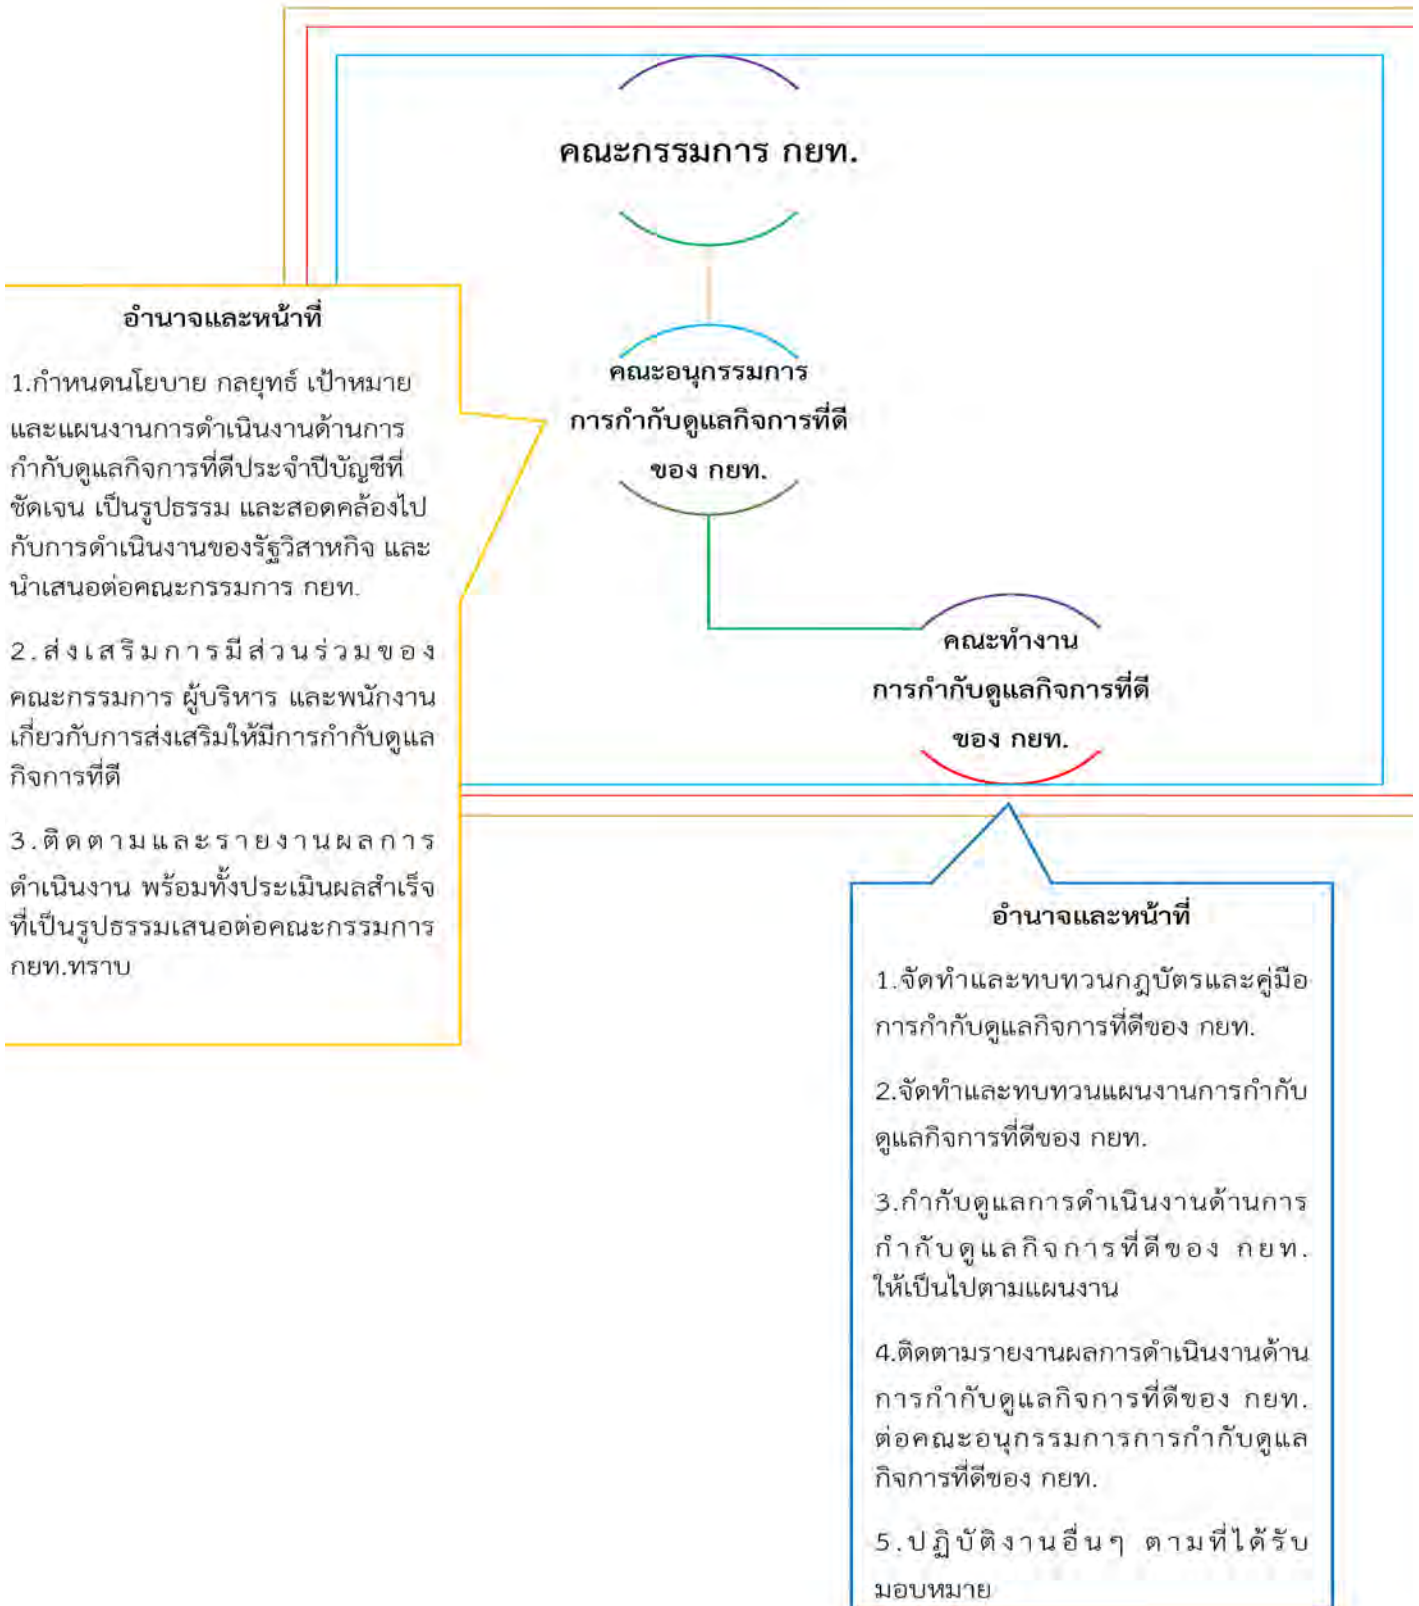 คณะกรรมการ กยท.
คณะอนุกรรมการ
การกำกับดูแลกิจการที่ดี
ของ กยท.
คณะทำงาน
การกำกับดูแลกิจการที่ดี
ของ กยท.
อำนาจและหน้าที่
1.กำหนดนโยบาย กลยุทธ์ เป้าหมาย
และแผนงานการดำเนินงานด้านการ
กำกับดูแลกิจการที่ดีประจำปีบัญชีที่
ชัดเจน เป็นรูปธรรม และสอดคล้องไป
กับการดำเนินงานของรัฐวิสาหกิจ และ
นำเสนอต่อคณะกรรมการ กยท.
2.ส่งเสริมการมีส่วนร่วมของ
คณะกรรมการ ผู้บริหาร และพนักงาน
เกี่ยวกับการส่งเสริมให้มีการกำกับดูแล
กิจการที่ดี
3.ติดตามและรายงานผลการ
ดำเนินงาน พร้อมทั้งประเมินผลสำเร็จ
ที่เป็นรูปธรรมเสนอต่อคณะกรรมการ
กยท.ทราบ
อำนาจและหน้าที่
1.จัดทำและทบทวนกฎบัตรและคู่มือ
การกำกับดูแลกิจการที่ดีของ กยท.
2.จัดทำและทบทวนแผนงานการกำกับ
ดูแลกิจการที่ดีของ กยท.
3.กำกับดูแลการดำเนินงานด้านการ
กำกับดูแลกิจการที่ดีของ กยท.
ให้เป็นไปตามแผนงาน
4.ติดตามรายงานผลการดำเนินงานด้าน
การกำกับดูแลกิจการที่ดีของ กยท.
ต่อคณะอนุกรรมการการกำกับดูแล
กิจการที่ดีของ กยท.
5.ปฏิบัติงานอื่นๆ ตามที่ได้รับ
มอบหมาย